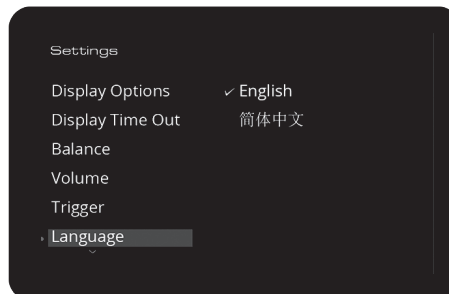 Settings
Display Options
Display Time Out
Balance
Volume
Trigger
Language
✓ English
简体中文